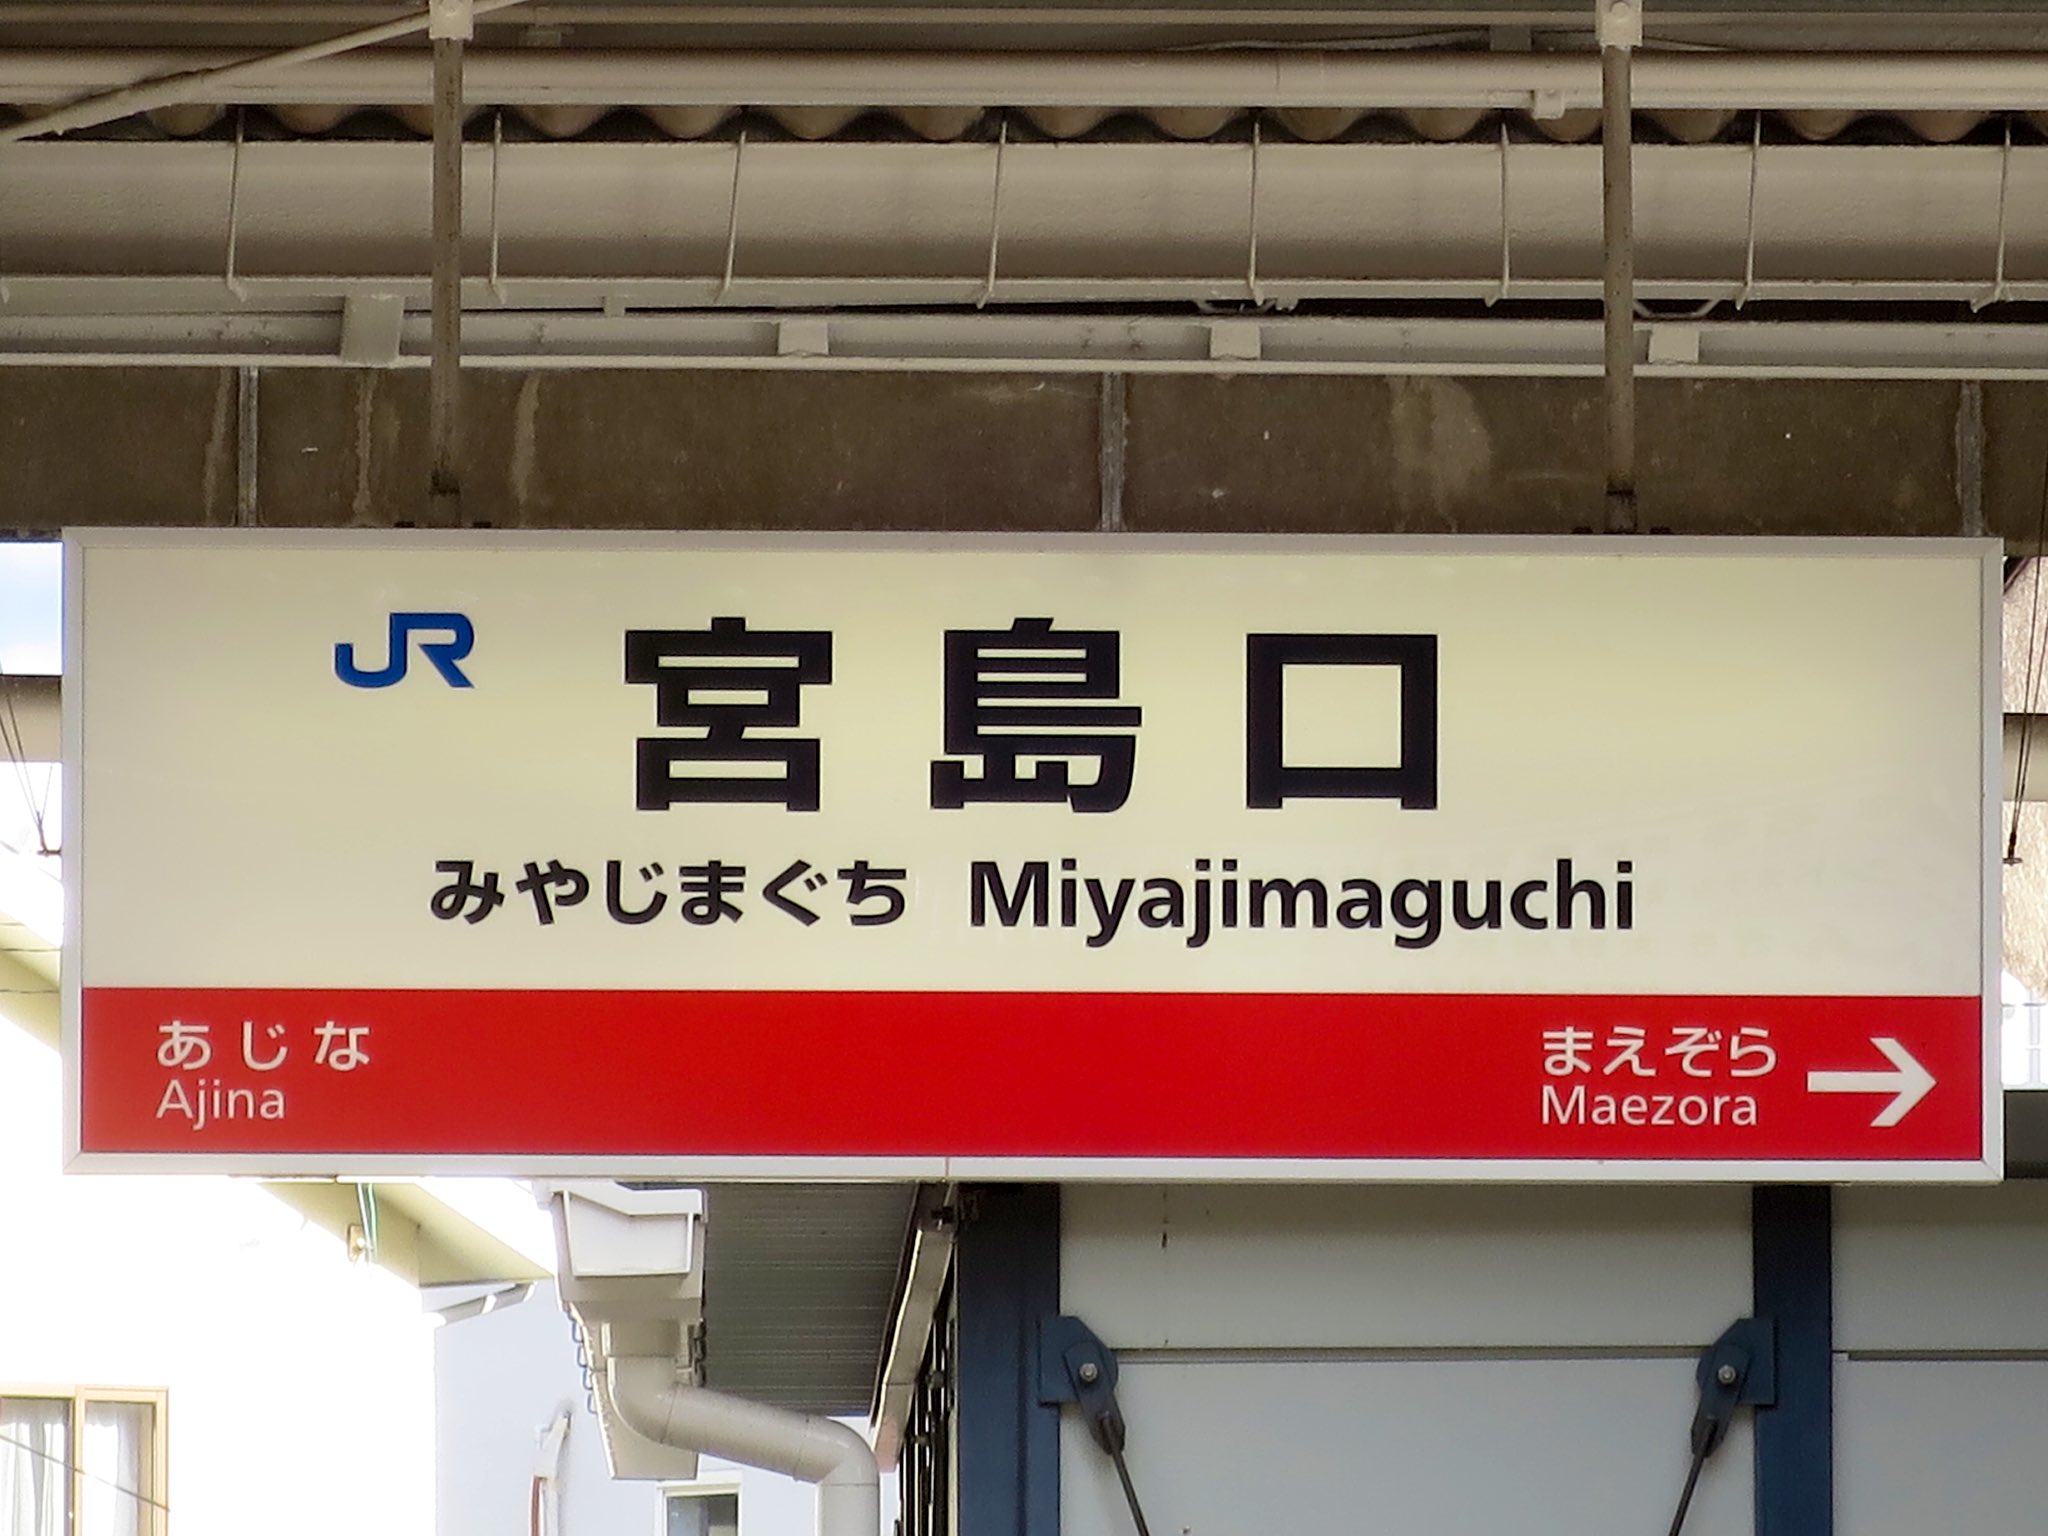 JR 宮島口
みやじまぐち Miyajimaguchi
あじな
Ajina
まえぞら
Maezora →